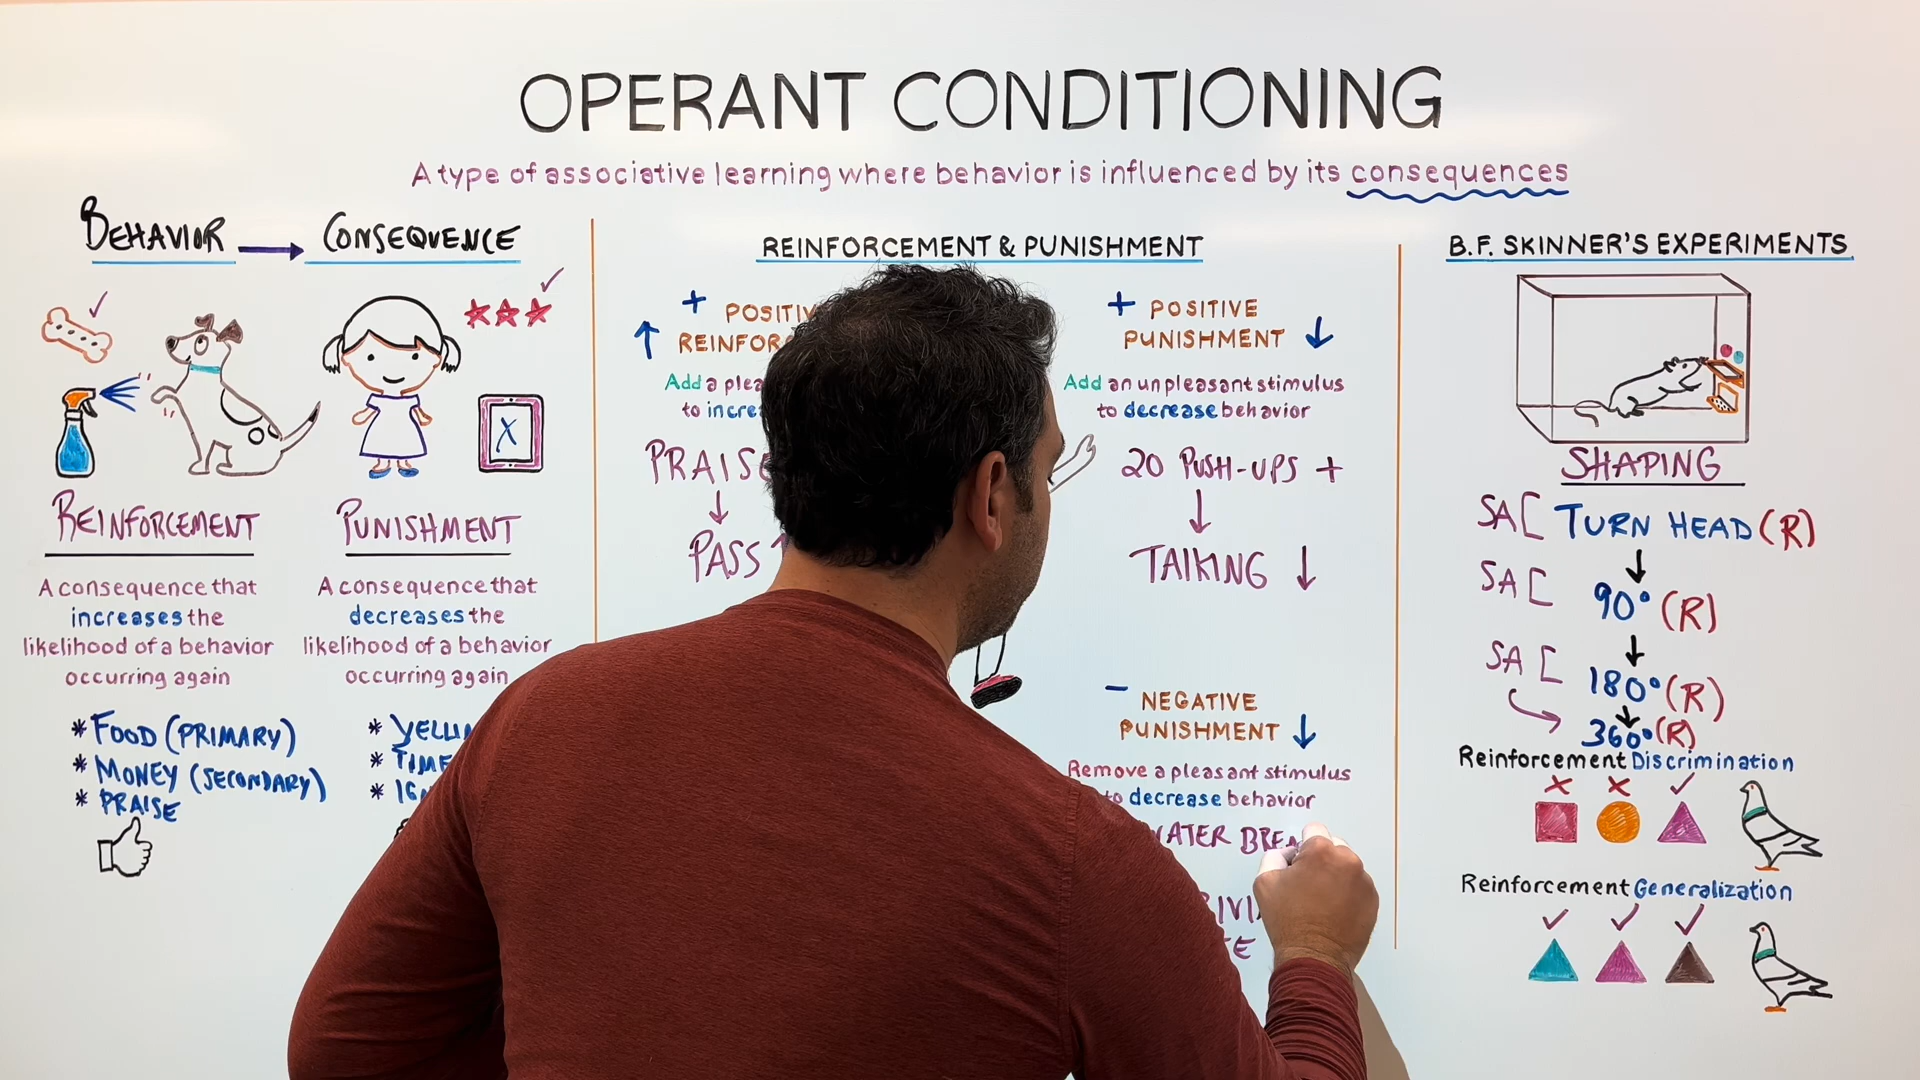 OPERANT CONDITIONING
A type of associative learning where behavior is influenced by its consequences
BEHAVIOR → CONSEQUENCE
X
REINFORCEMENT
A consequence that
increases the
likelihood of a behavior
occurring again
* FOOD (PRIMARY)
* MONEY (SECONDARY)
* PRAISE
PUNISHMENT
A consequence that
decreases the
likelihood of a behavior
occurring again
*
* TIME
*
REINFORCEMENT & PUNISHMENT
+
Add a
to
PRAISE
PASS
+ POSITIVE
PUNISHMENT ↓
Add an unpleasant stimulus
to decrease behavior
20 PUSH-UPS +
↓
TALKING ↓
− NEGATIVE
PUNISHMENT ↓
Remove a pleasant stimulus
to decrease behavior
WATER
B.F. SKINNER'S EXPERIMENTS
SHAPING
SA [ TURN HEAD (R)
SA [ 90° (R)
SA [ 180° (R)
360° (R)
Reinforcement Discrimination
Reinforcement Generalization